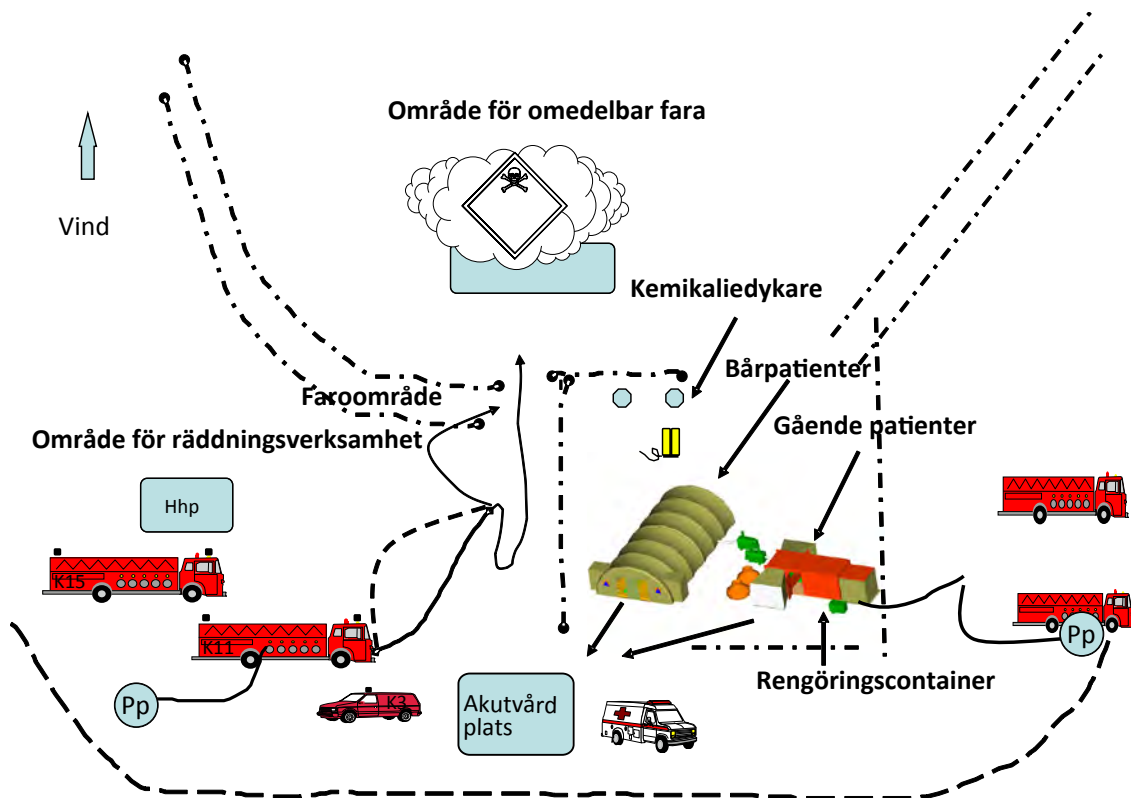 Område för omedelbar fara
Vind
Kemikaliedykare
Bårpatienter
Faroområde
Gående patienter
Område för räddningsverksamhet
Hhp
K15
K11
Pp
Rengöringscontainer
Pp
K3
Akutvård
plats